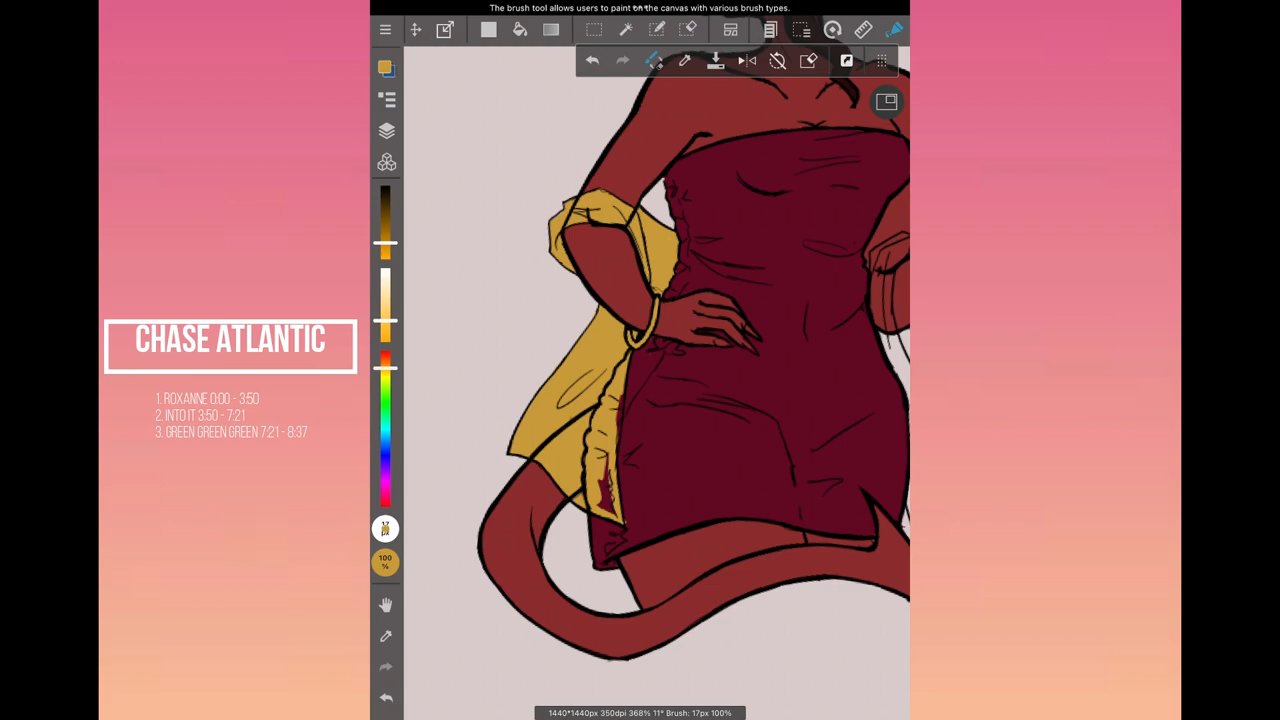 The brush tool allows users to paint on the canvas with various brush types.
CHASE ATLANTIC
1. ROXANNE 0:00 - 3:50
2. INTO IT 3:50 - 7:21
3. GREEN GREEN GREEN 7:21 - 8:37
17
px
100
%
1440*1440px 350dpi 368% 11° Brush: 17px 100%